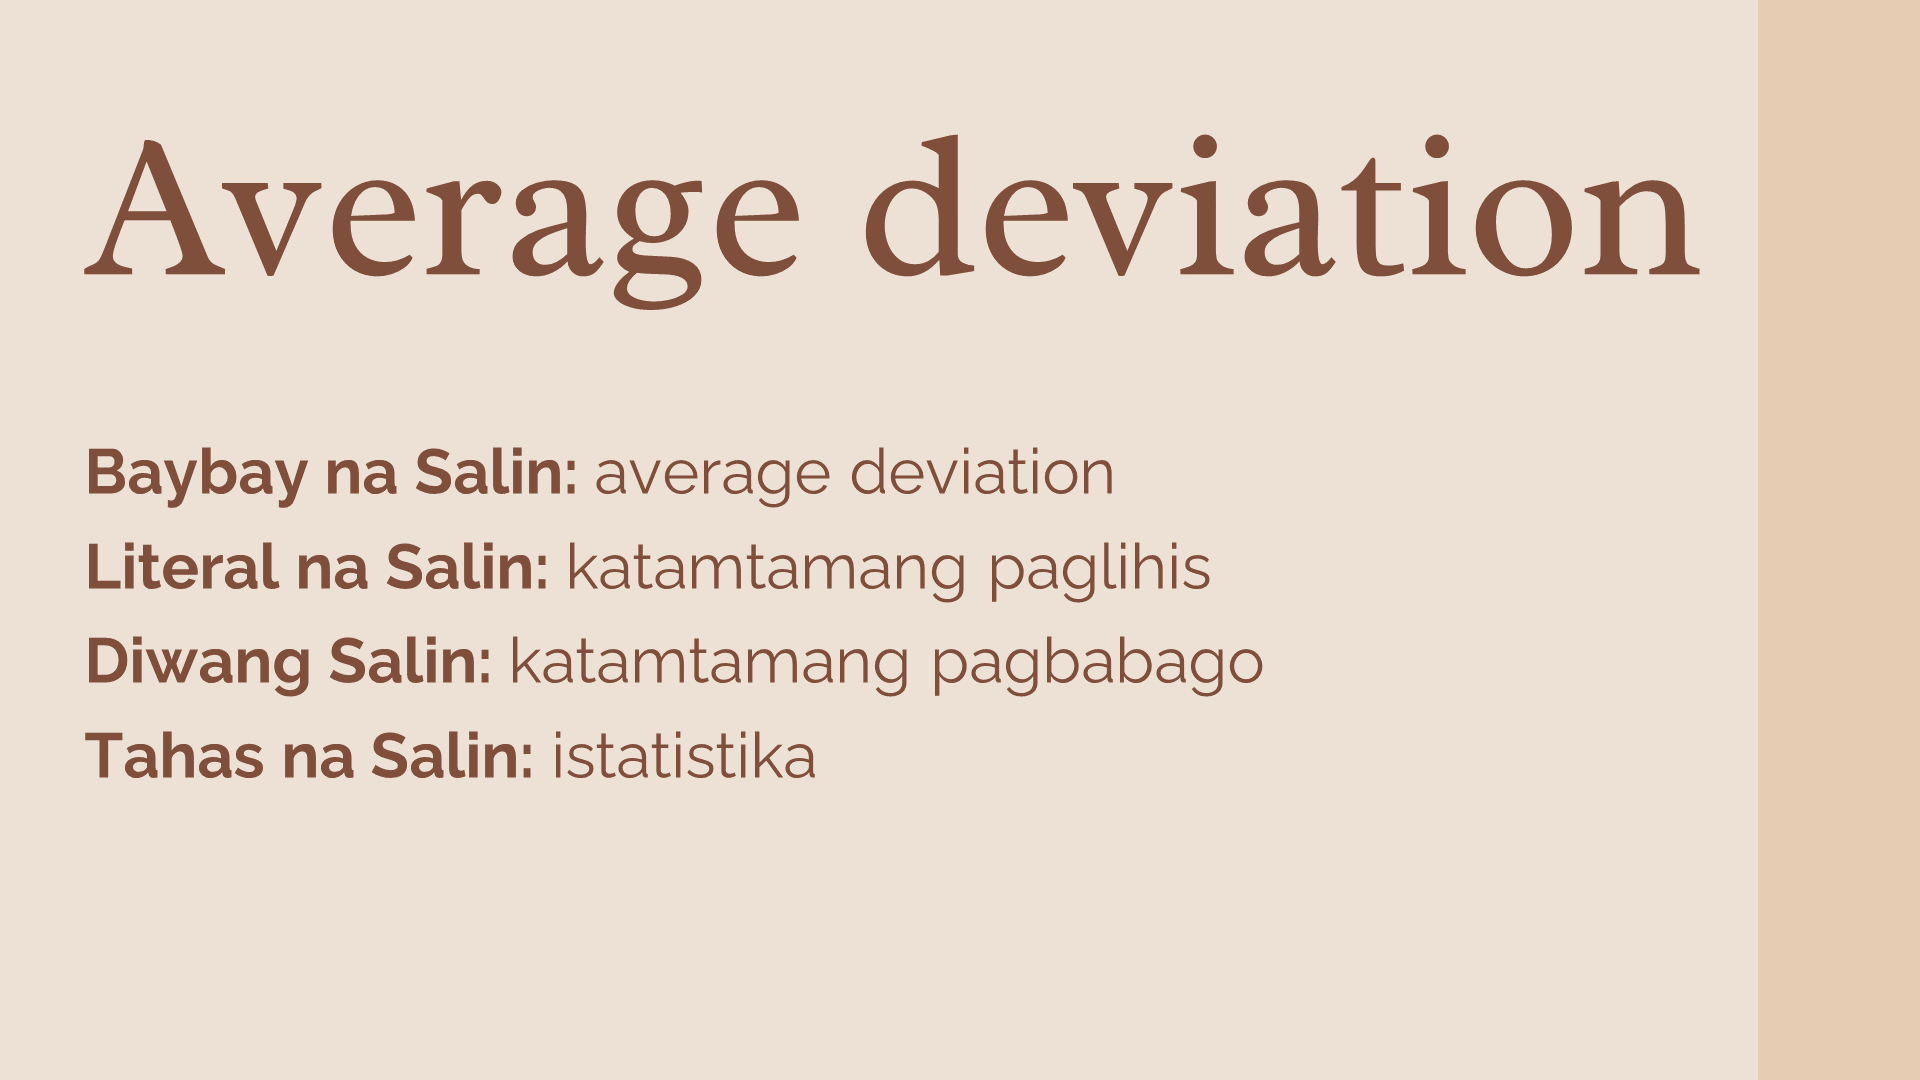 Average deviation
Baybay na Salin: average deviation
Literal na Salin: katamtamang paglihis
Diwang Salin: katamtamang pagbabago
Tahas na Salin: istatistika